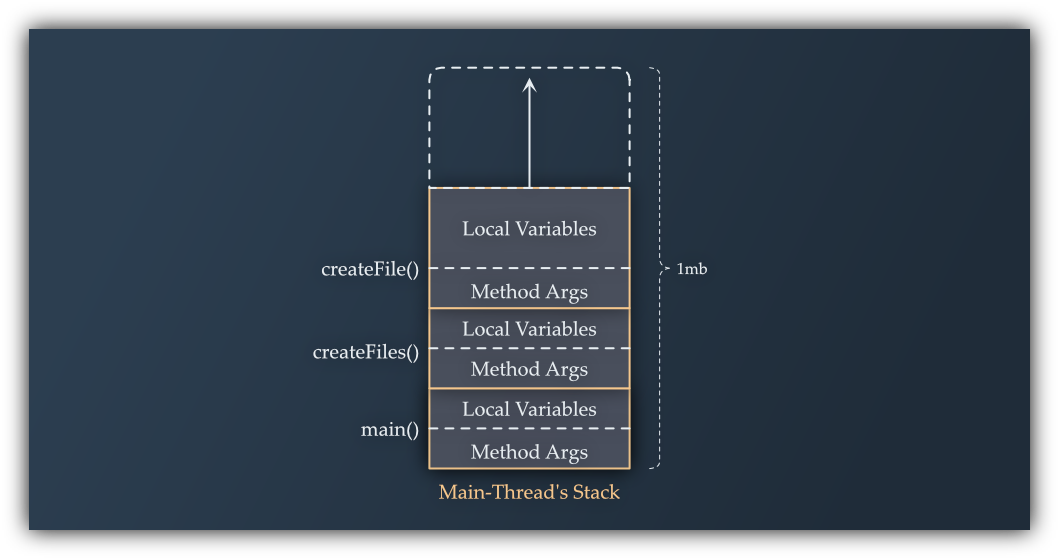 Local Variables
createFile()
1mb
Method Args
Local Variables
createFiles()
Method Args
Local Variables
main()
Method Args
Main-Thread's Stack